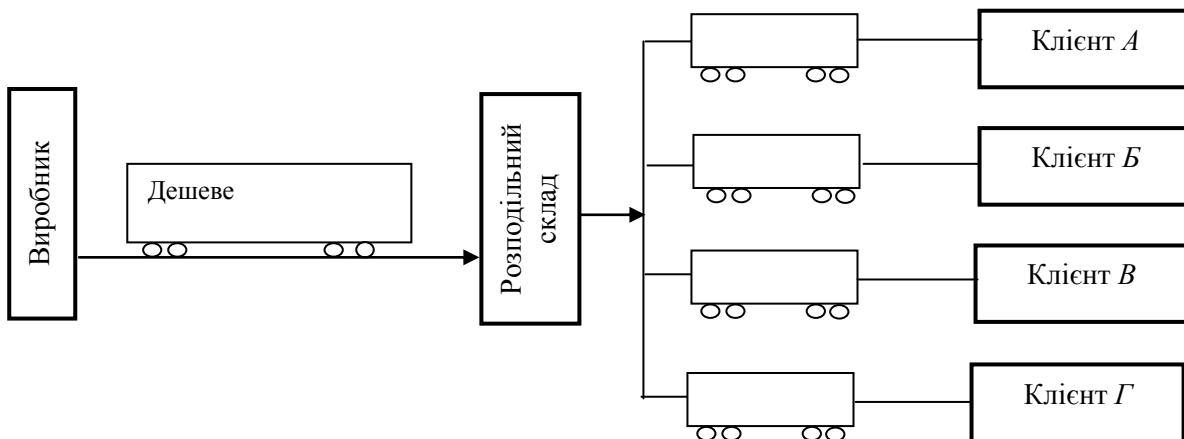 Виробник
Дешеве
Розподільний
склад
Клієнт А
Клієнт Б
Клієнт В
Клієнт Г